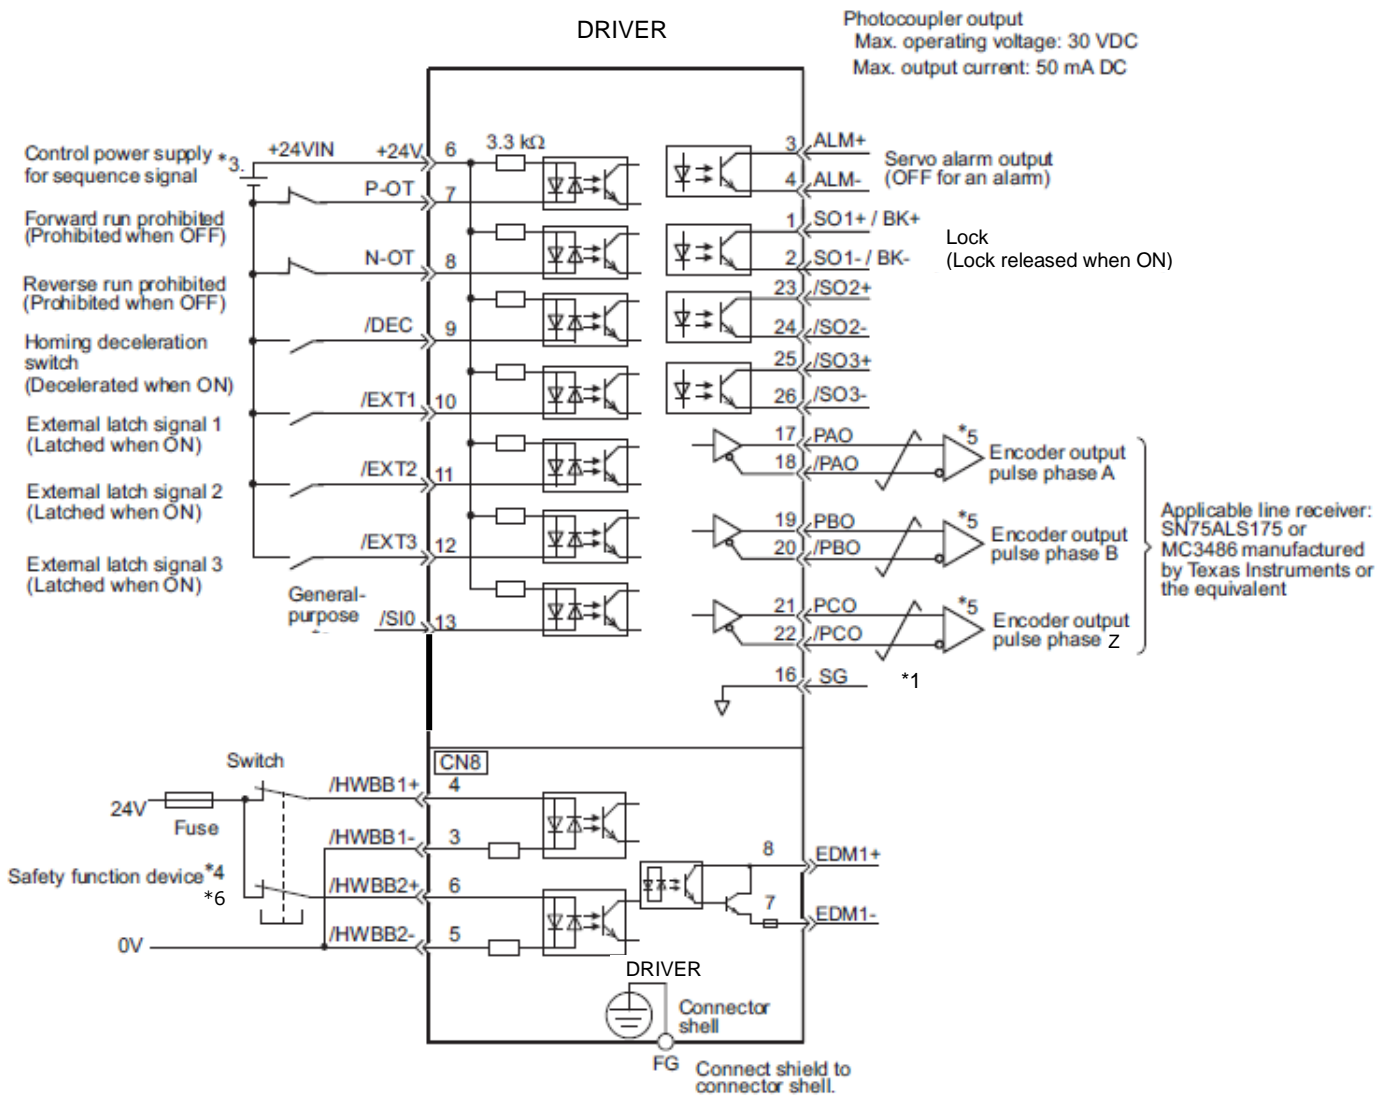 DRIVER
Photocoupler output
Max. operating voltage: 30 VDC
Max. output current: 50 mA DC
Control power supply *3.
for sequence signal
+24VIN
+24V
6
3.3 kΩ
P-OT
7
Forward run prohibited
(Prohibited when OFF)
N-OT
8
Reverse run prohibited
(Prohibited when OFF)
/DEC
9
Homing deceleration
switch
(Decelerated when ON)
/EXT1
10
External latch signal 1
(Latched when ON)
/EXT2
11
External latch signal 2
(Latched when ON)
/EXT3
12
External latch signal 3
(Latched when ON)
General-
purpose
/SI0
13
3
ALM+
4
ALM-
Servo alarm output
(OFF for an alarm)
1
SO1+ / BK+
2
SO1- / BK-
Lock
(Lock released when ON)
23
/SO2+
24
/SO2-
25
/SO3+
26
/SO3-
17
PAO
18
/PAO
*5
Encoder output
pulse phase A
19
PBO
20
/PBO
*5
Encoder output
pulse phase B
21
PCO
22
/PCO
*5
Encoder output
pulse phase Z
Applicable line receiver:
SN75ALS175 or
MC3486 manufactured
by Texas Instruments or
the equivalent
16
SG
*1
CN8
Switch
24V
Fuse
/HWBB1+
4
/HWBB1-
3
Safety function device*4
*6
/HWBB2+
6
/HWBB2-
5
0V
8
EDM1+
7
EDM1-
DRIVER
Connector
shell
FG
Connect shield to
connector shell.